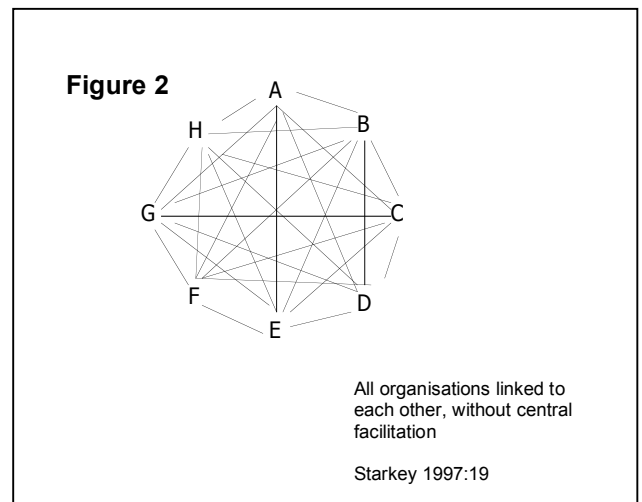 Figure 2
A
B
H
G
C
F
D
E
All organisations linked to
each other, without central
facilitation
Starkey 1997:19